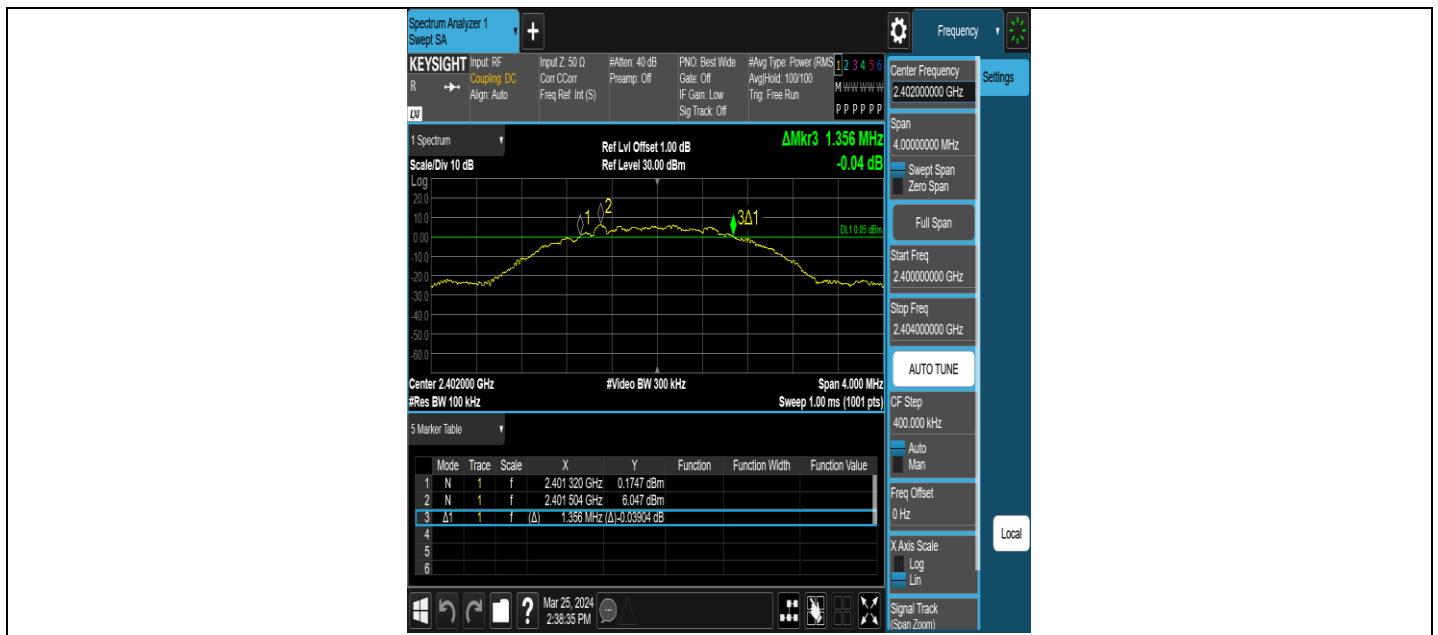 Spectrum Analyzer 1
Swept SA
+
Frequency
KEYSIGHT
R
LXI
Input: RF
Coupling: DC
Align: Auto
Input Z: 50 Ω
Corr CCorr
Freq Ref: Int (S)
#Atten: 40 dB
Preamp: Off
PNO: Best Wide
Gate: Off
IF Gain: Low
Sig Track: Off
#Avg Type: Power (RMS
Avg|Hold: 100/100
Trig: Free Run
1 2 3 4 5 6
M W W W W W
P P P P P P
1 Spectrum
Scale/Div 10 dB
Ref Lvl Offset 1.00 dB
Ref Level 30.00 dBm
ΔMkr3 1.356 MHz
-0.04 dB
Log
20.0
10.0
0.00
-10.0
-20.0
-30.0
-40.0
-50.0
-60.0
1
2
3Δ1
DL1 0.05 dBm
Center 2.402000 GHz
#Video BW 300 kHz
Span 4.000 MHz
#Res BW 100 kHz
Sweep 1.00 ms (1001 pts)
5 Marker Table
Mode Trace Scale X Y Function Function Width Function Value
1 N 1 f 2.401 320 GHz 0.1747 dBm
2 N 1 f 2.401 504 GHz 6.047 dBm
3 Δ1 1 f (Δ) 1.356 MHz (Δ) -0.03904 dB
4
5
6
?
Mar 25, 2024
2:38:35 PM
Center Frequency
2.402000000 GHz
Span
4.00000000 MHz
Swept Span
Zero Span
Full Span
Start Freq
2.400000000 GHz
Stop Freq
2.404000000 GHz
AUTO TUNE
CF Step
400.000 kHz
Auto
Man
Freq Offset
0 Hz
X Axis Scale
Log
Lin
Signal Track
(Span Zoom)
Settings
Local